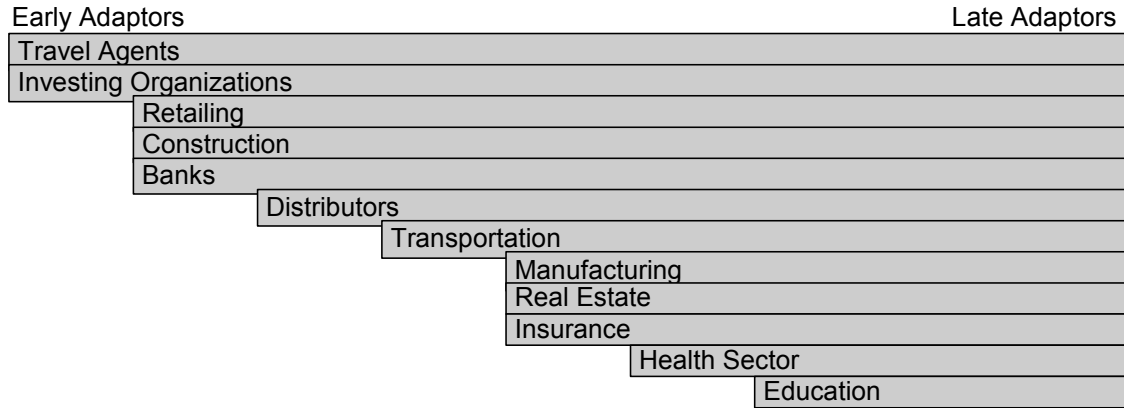 Early Adaptors Late Adaptors
Travel Agents
Investing Organizations
Retailing
Construction
Banks
Distributors
Transportation
Manufacturing
Real Estate
Insurance
Health Sector
Education